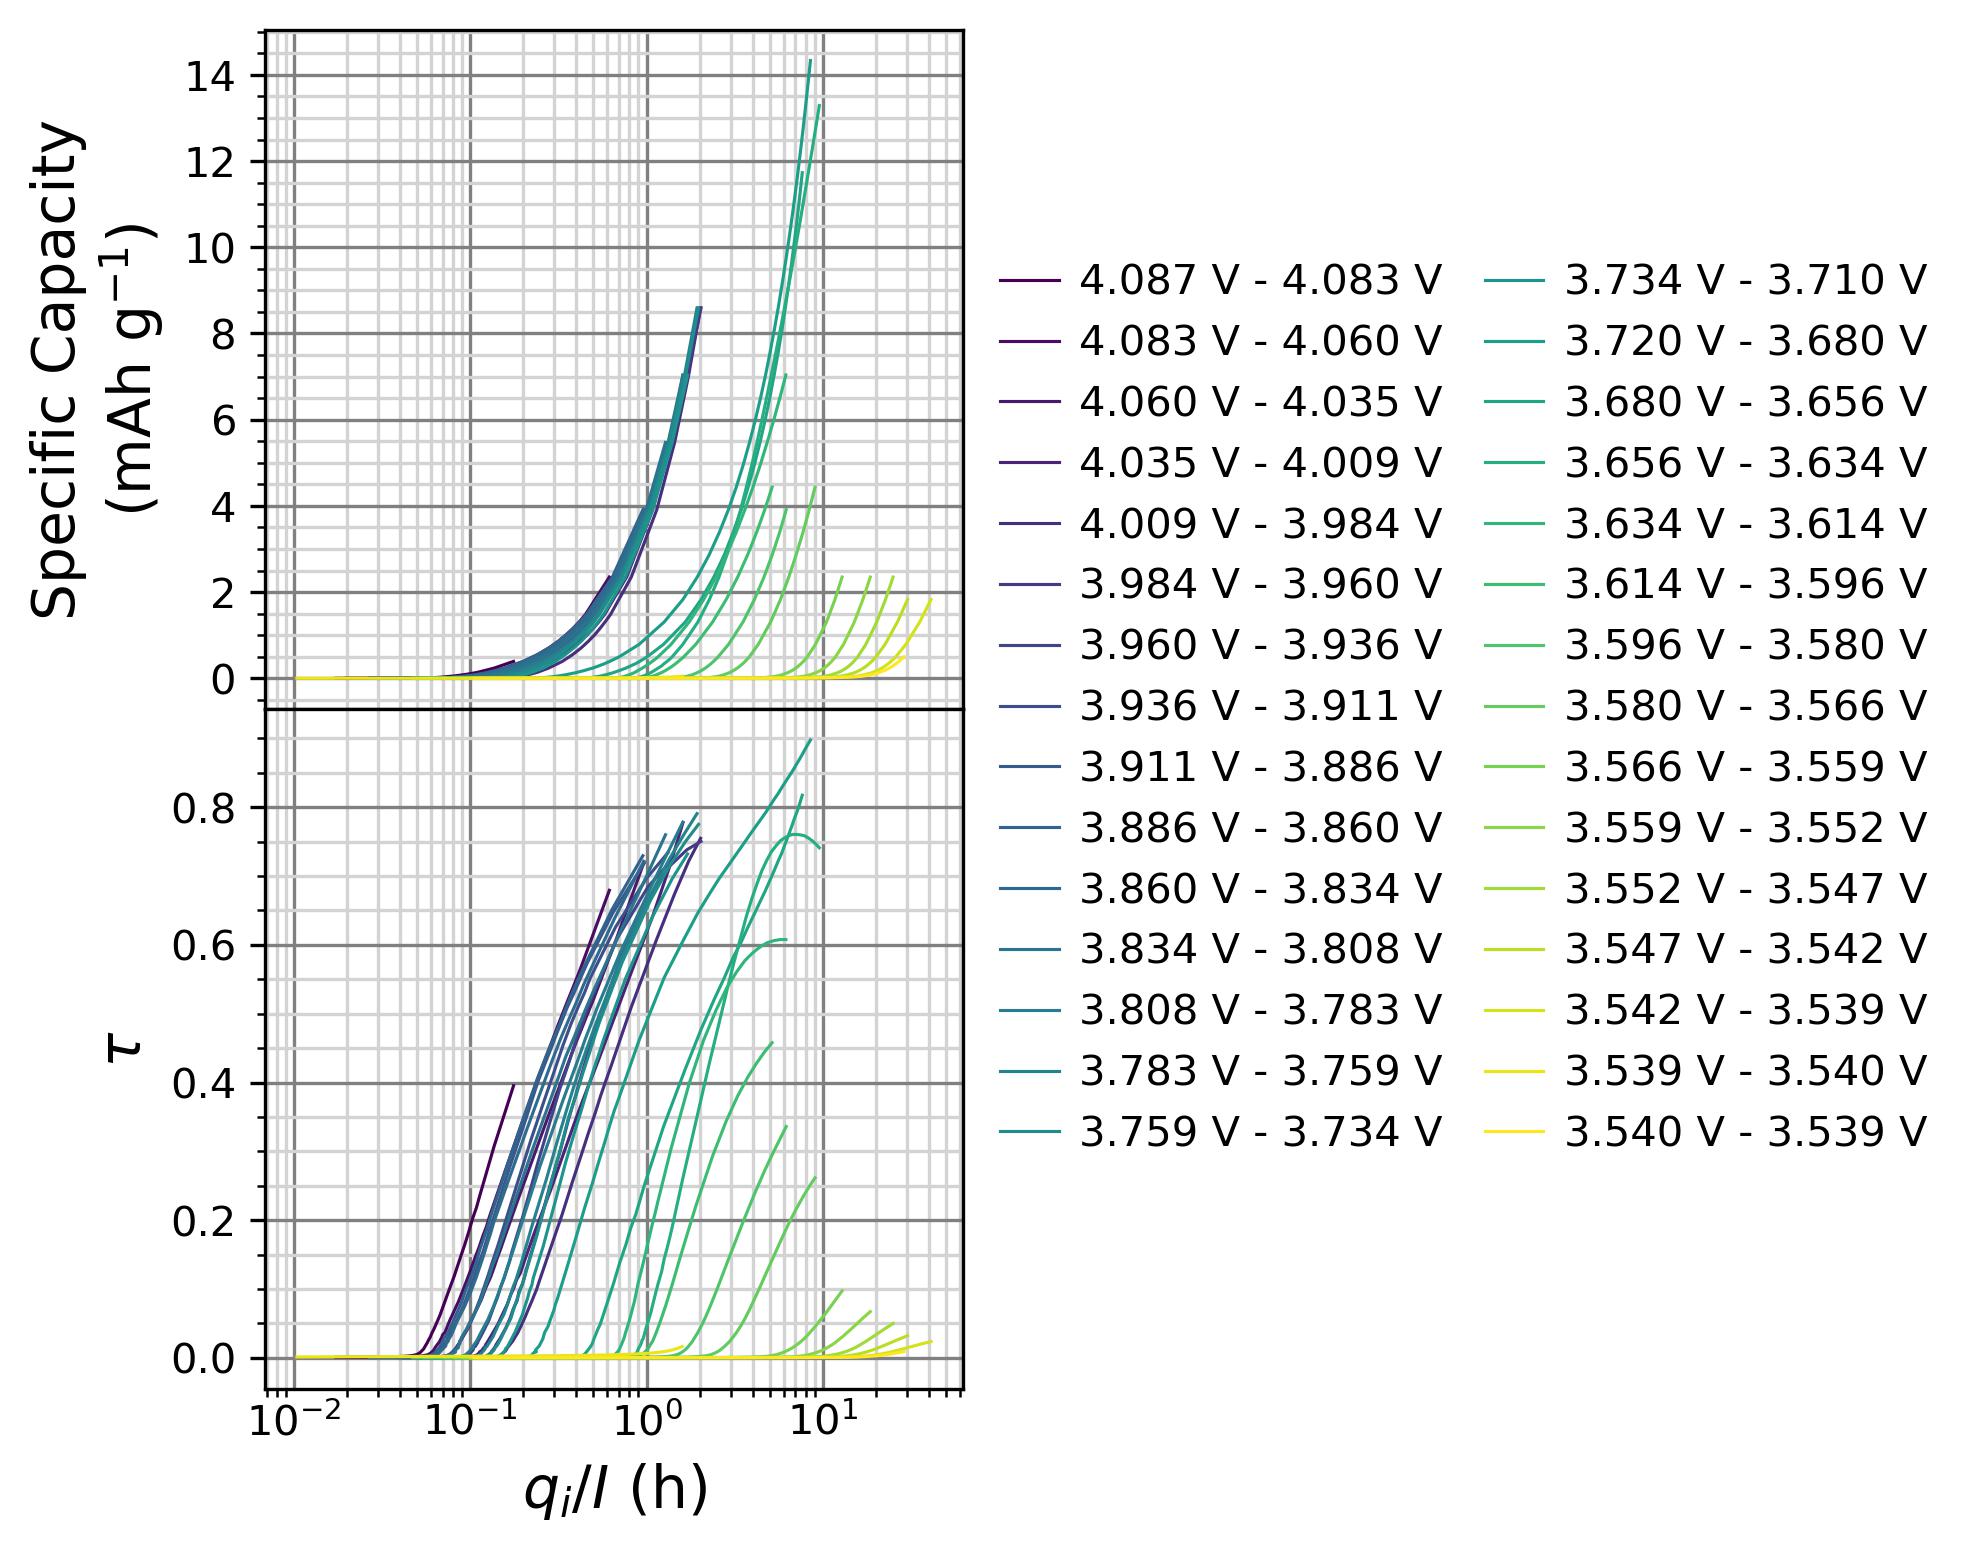 Specific Capacity
(mAh g⁻¹)
14
12
10
8
6
4
2
0
τ
0.8
0.6
0.4
0.2
0.0
10⁻² 10⁻¹ 10⁰ 10¹
qᵢ/I (h)
4.087 V - 4.083 V
4.083 V - 4.060 V
4.060 V - 4.035 V
4.035 V - 4.009 V
4.009 V - 3.984 V
3.984 V - 3.960 V
3.960 V - 3.936 V
3.936 V - 3.911 V
3.911 V - 3.886 V
3.886 V - 3.860 V
3.860 V - 3.834 V
3.834 V - 3.808 V
3.808 V - 3.783 V
3.783 V - 3.759 V
3.759 V - 3.734 V
3.734 V - 3.710 V
3.720 V - 3.680 V
3.680 V - 3.656 V
3.656 V - 3.634 V
3.634 V - 3.614 V
3.614 V - 3.596 V
3.596 V - 3.580 V
3.580 V - 3.566 V
3.566 V - 3.559 V
3.559 V - 3.552 V
3.552 V - 3.547 V
3.547 V - 3.542 V
3.542 V - 3.539 V
3.539 V - 3.540 V
3.540 V - 3.539 V